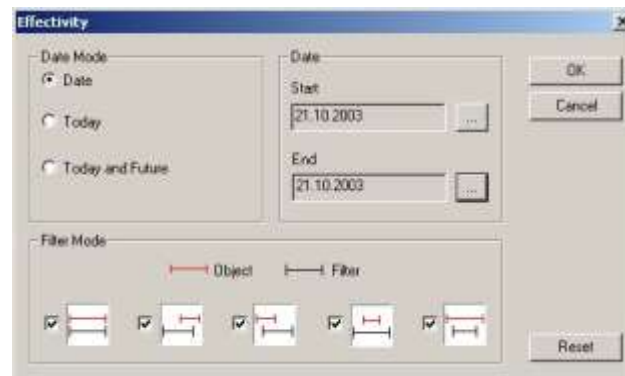 Effectivity
Date Mode
Date
Today
Today and Future
Date
Start
21.10.2003
...
End
21.10.2003
...
OK
Cancel
Filter Mode
Object
Filter
Reset